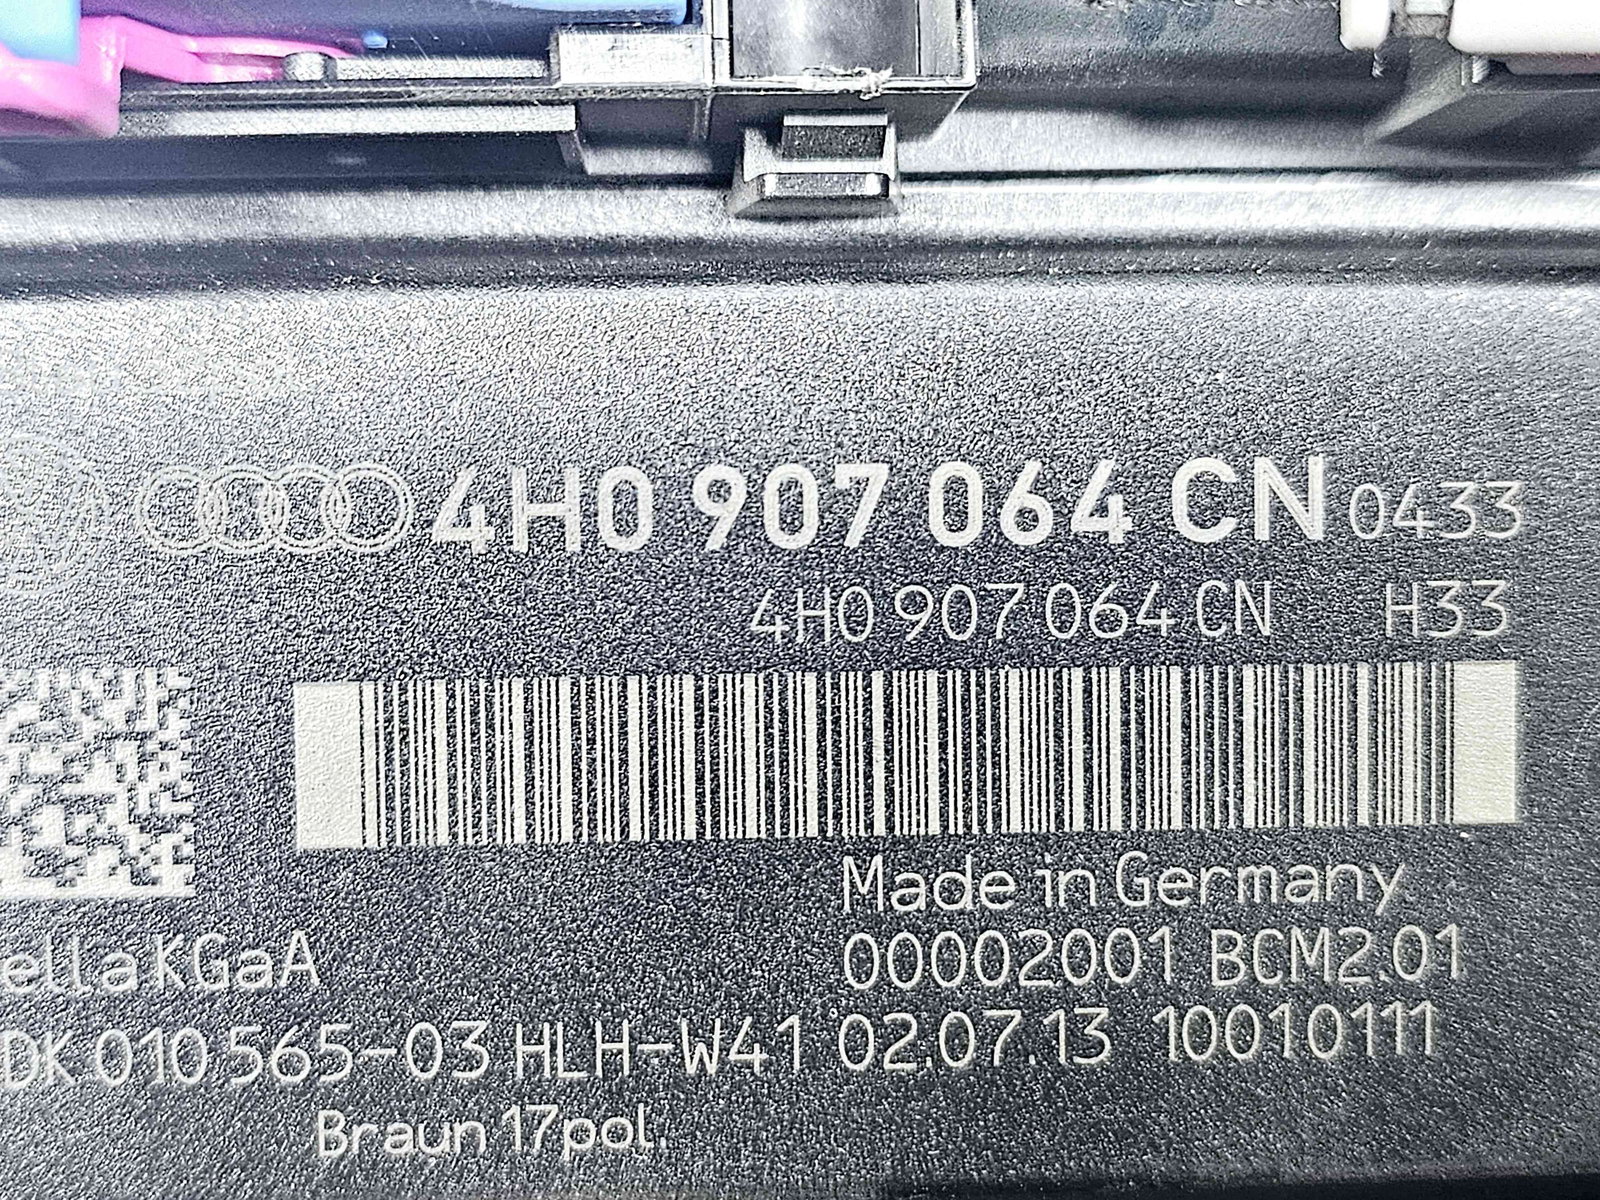 4H0 907 064 CN 0433
4H0 907 064 CN H33
Made in Germany
ella KGaA
00002001 BCM2.01
DK 010 565-03 HLH-W41 02.07.13 10010111
Braun 17pol.